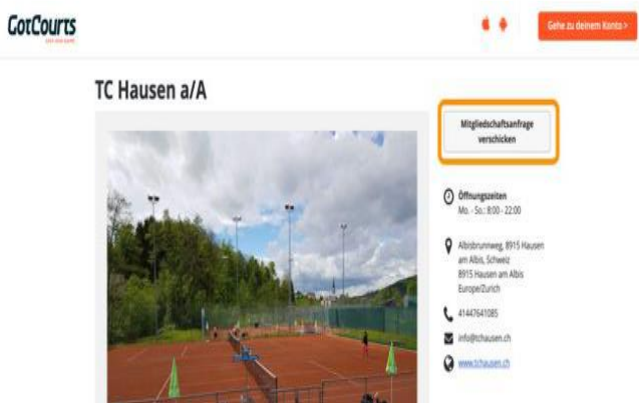 GotCourts
Gehe zu deinem Konto >
TC Hausen a/A
Mitgliedschaftsanfrage
verschicken
Öffnungszeiten
Mo. - So.: 8:00 - 22:00
Albisbrunnweg, 8915 Hausen
am Albis, Schweiz
8915 Hausen am Albis
Europe/Zurich
41447641085
info@tchausen.ch
www.tchausen.ch